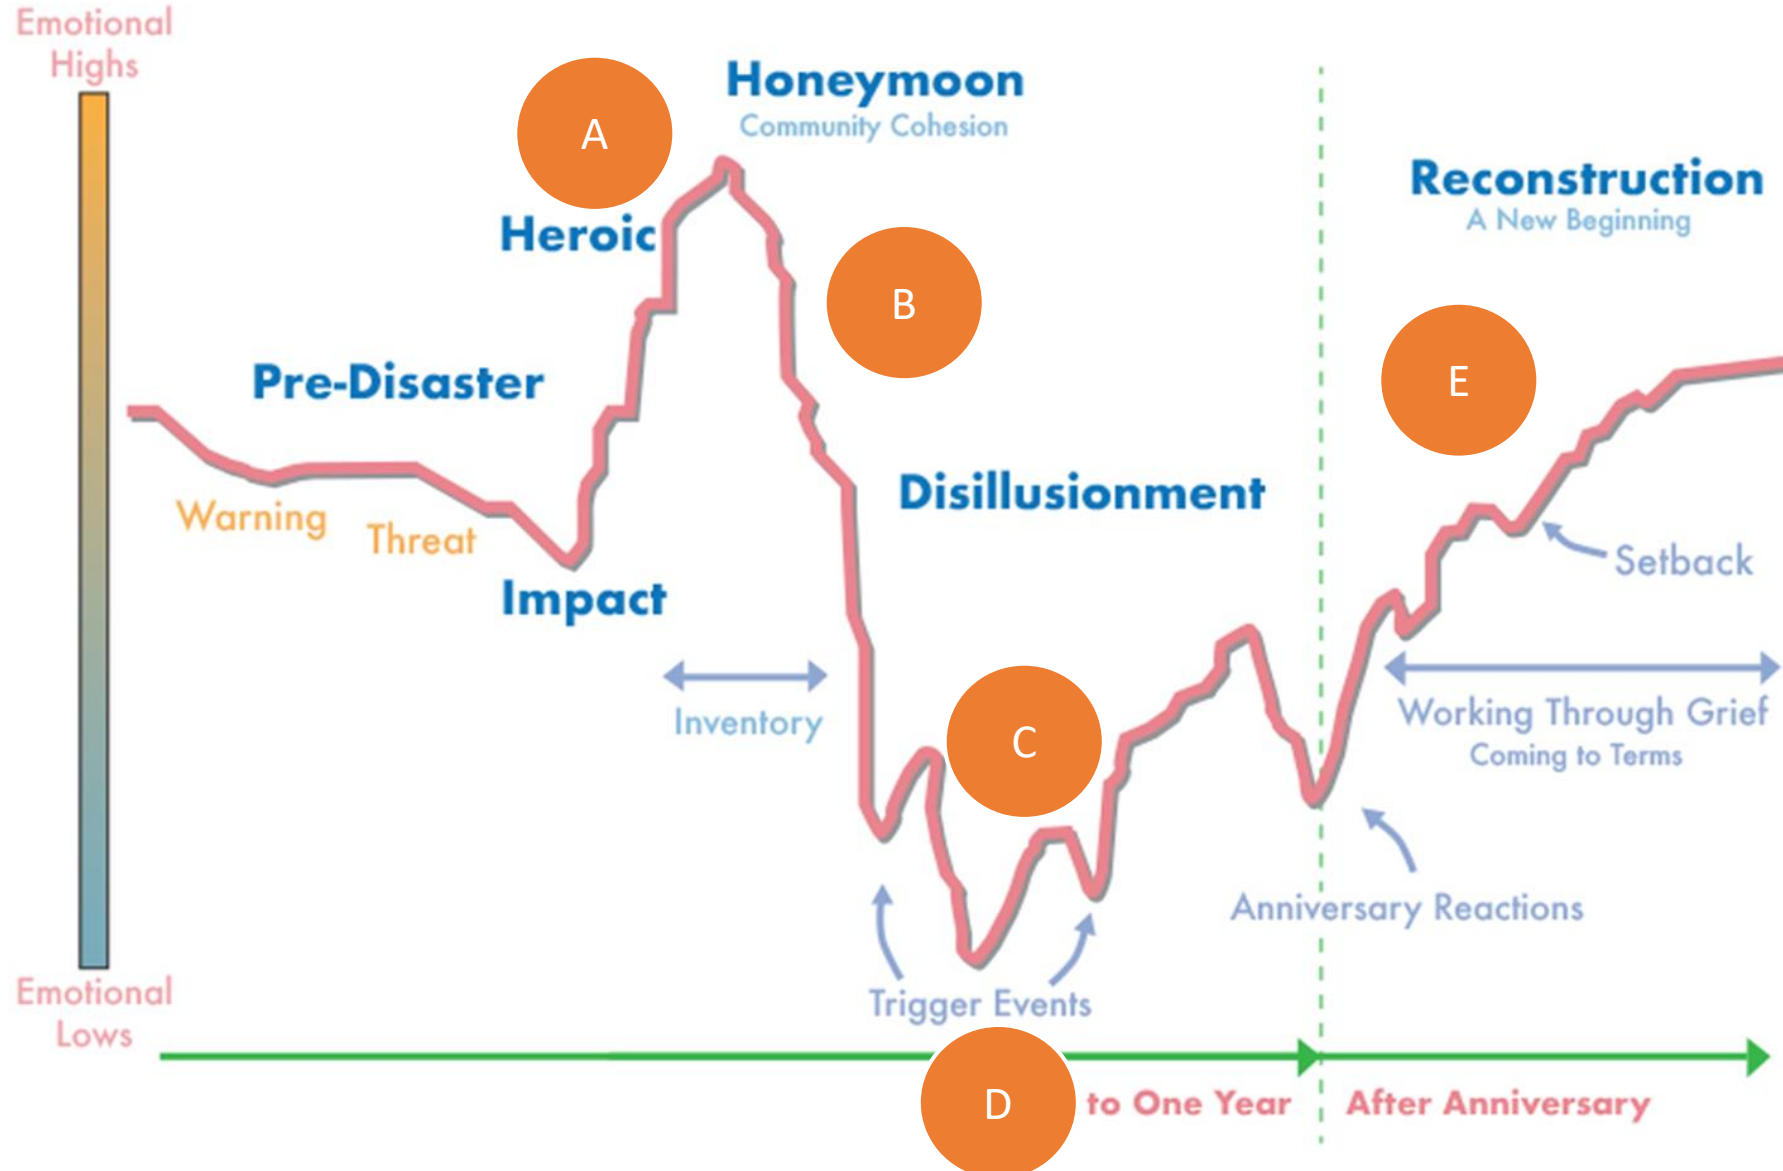 Emotional
Highs
A
Honeymoon
Community Cohesion
Heroic
Reconstruction
A New Beginning
B
E
Pre-Disaster
Warning
Threat
Disillusionment
Impact
Setback
Inventory
C
Working Through Grief
Coming to Terms
Anniversary Reactions
Trigger Events
Emotional
Lows
D
to One Year
After Anniversary